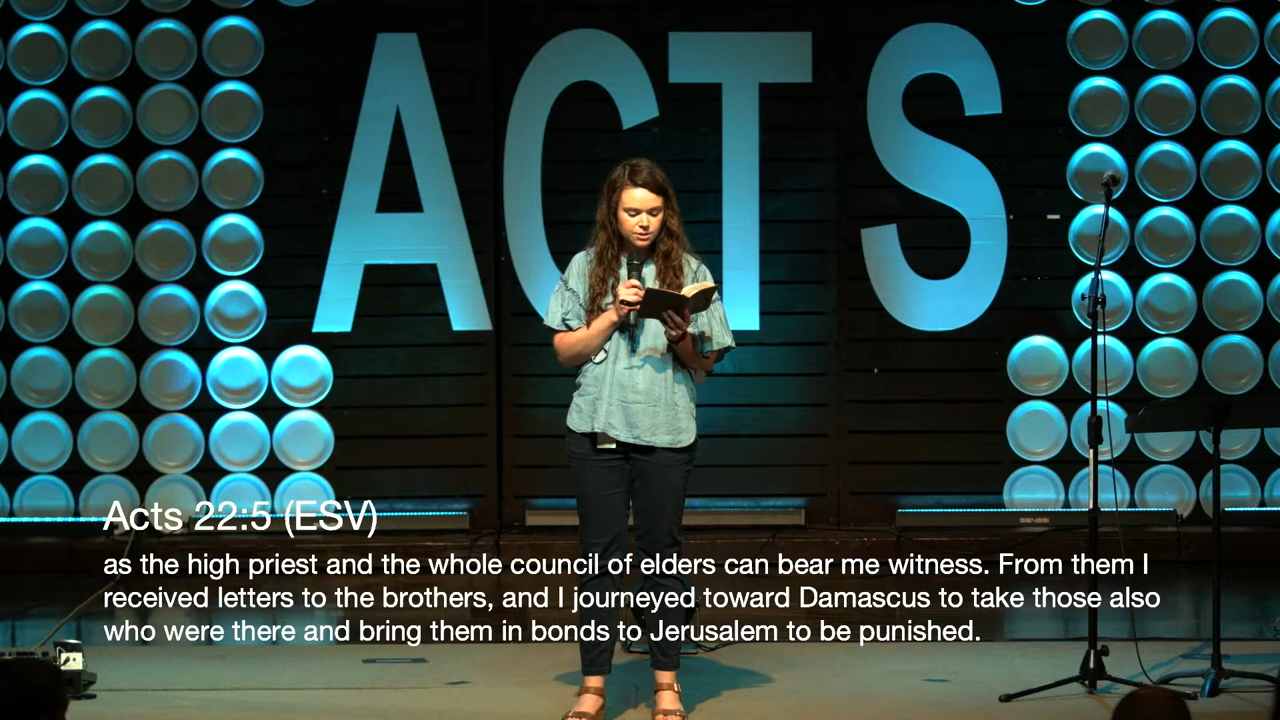 ACTS
Acts 22:5 (ESV)
as the high priest and the whole council of elders can bear me witness. From them I
received letters to the brothers, and I journeyed toward Damascus to take those also
who were there and bring them in bonds to Jerusalem to be punished.